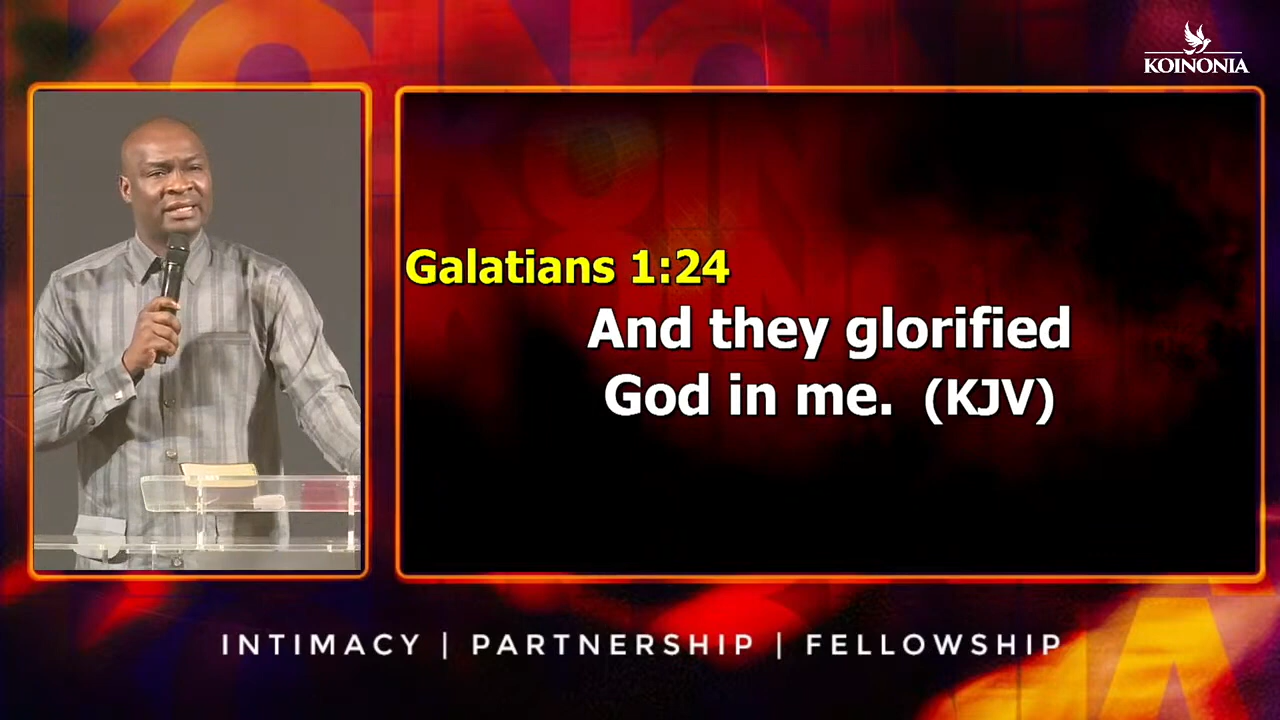 KOINONIA
Galatians 1:24
And they glorified
God in me. (KJV)
INTIMACY | PARTNERSHIP | FELLOWSHIP